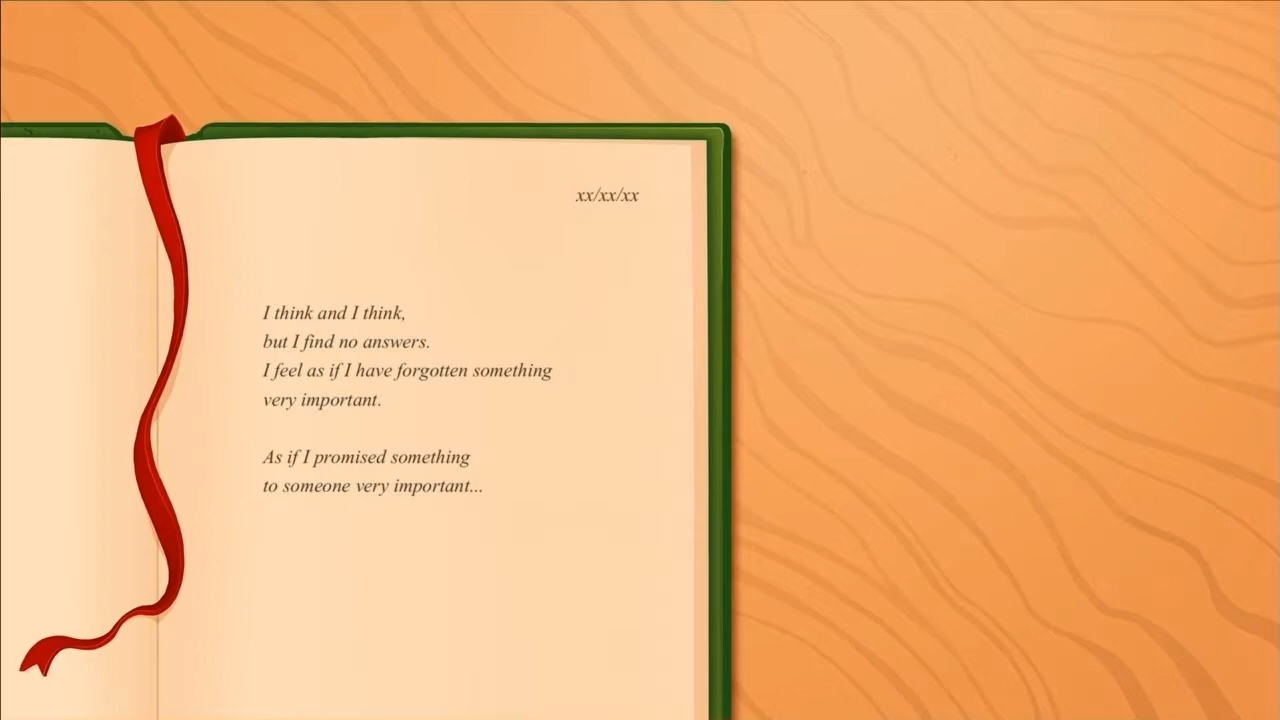 xx/xx/xx
I think and I think,
but I find no answers.
I feel as if I have forgotten something
very important.
As if I promised something
to someone very important...